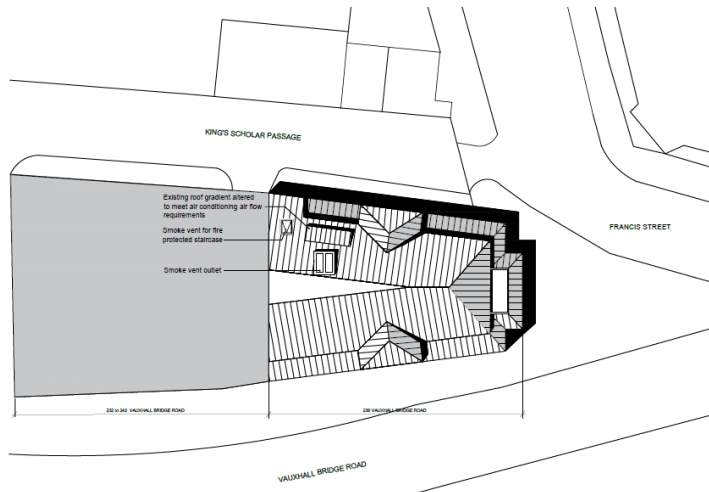 KING'S SCHOLAR PASSAGE
Existing roof gradient altered
to meet air conditioning air flow
requirements
Smoke vent for fire
protected staircase
Smoke vent outlet
FRANCIS STREET
232 to 242 VAUXHALL BRIDGE ROAD
230 VAUXHALL BRIDGE ROAD
VAUXHALL BRIDGE ROAD